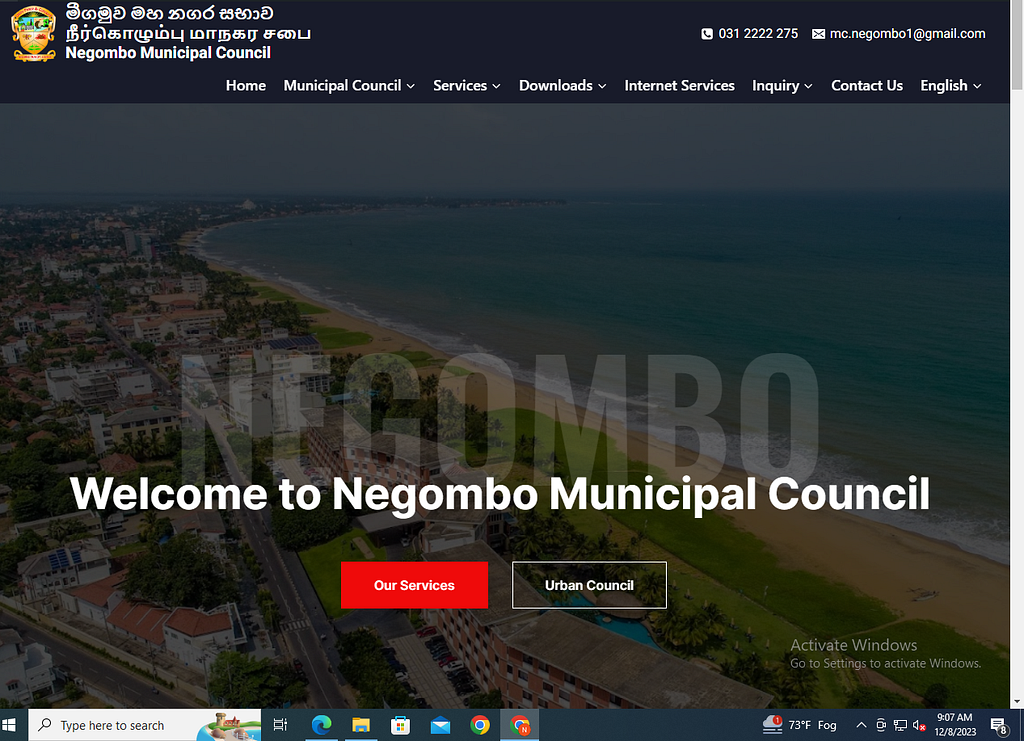 මීගමුව මහ නගර සභාව
நீர்கொழும்பு மாநகர சபை
Negombo Municipal Council
031 2222 275
mc.negombo1@gmail.com
Home Municipal Council Services Downloads Internet Services Inquiry Contact Us English
NEGOMBO
Welcome to Negombo Municipal Council
Our Services Urban Council
Activate Windows
Go to Settings to activate Windows.
Type here to search
1
73°F Fog
9:07 AM
12/8/2023
8
N